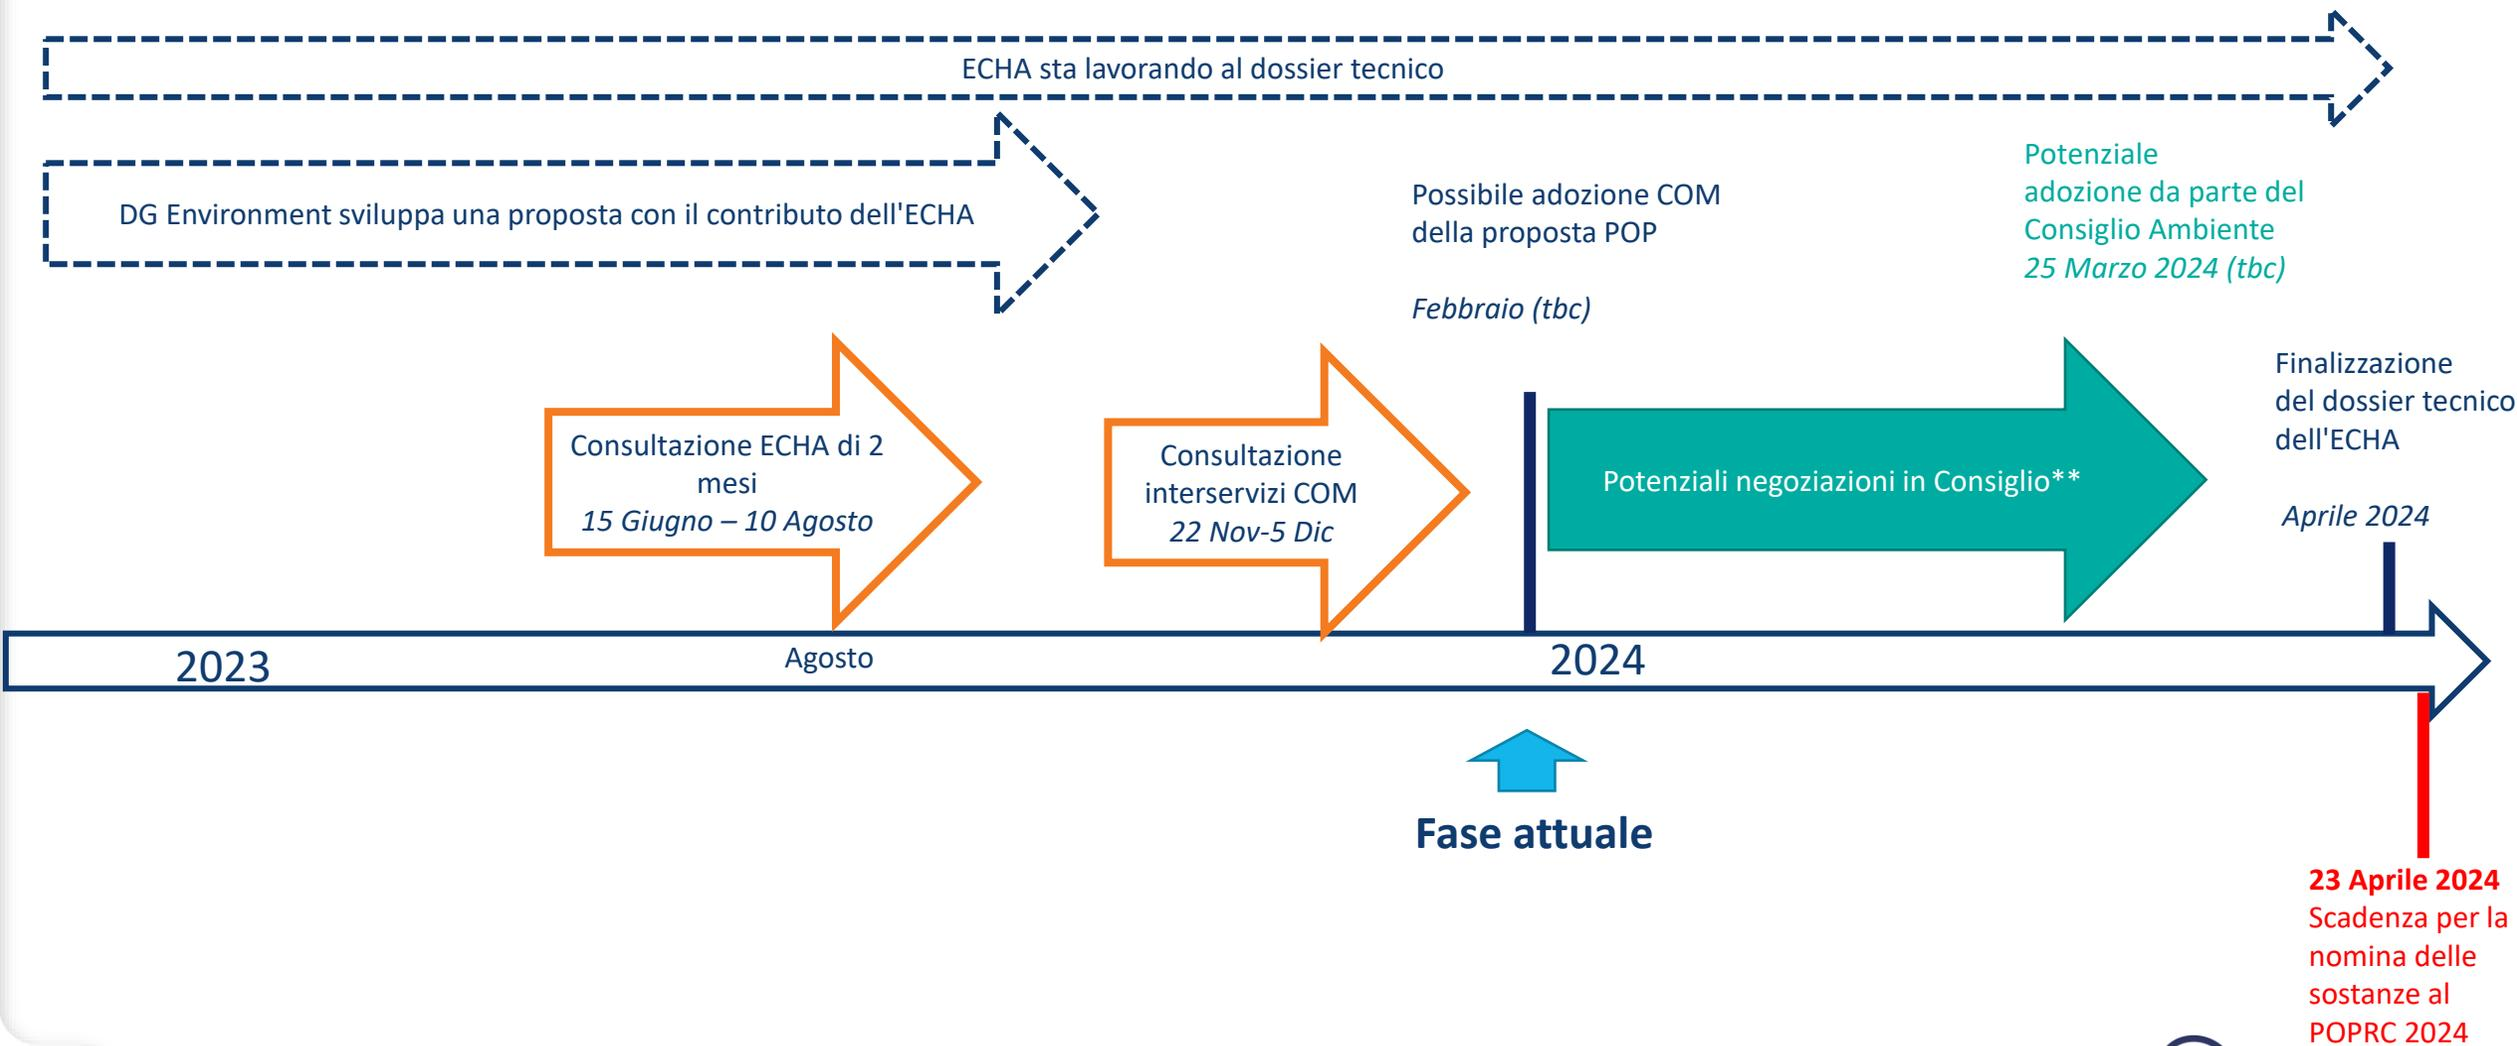 ECHA sta lavorando al dossier tecnico
DG Environment sviluppa una proposta con il contributo dell'ECHA
Possibile adozione COM
della proposta POP
Febbraio (tbc)
Potenziale
adozione da parte del
Consiglio Ambiente
25 Marzo 2024 (tbc)
Consultazione ECHA di 2
mesi
15 Giugno – 10 Agosto
Consultazione
interservizi COM
22 Nov-5 Dic
Potenziali negoziazioni in Consiglio**
Finalizzazione
del dossier tecnico
dell'ECHA
Aprile 2024
2023
Agosto
2024
Fase attuale
23 Aprile 2024
Scadenza per la
nomina delle
sostanze al
POPRC 2024